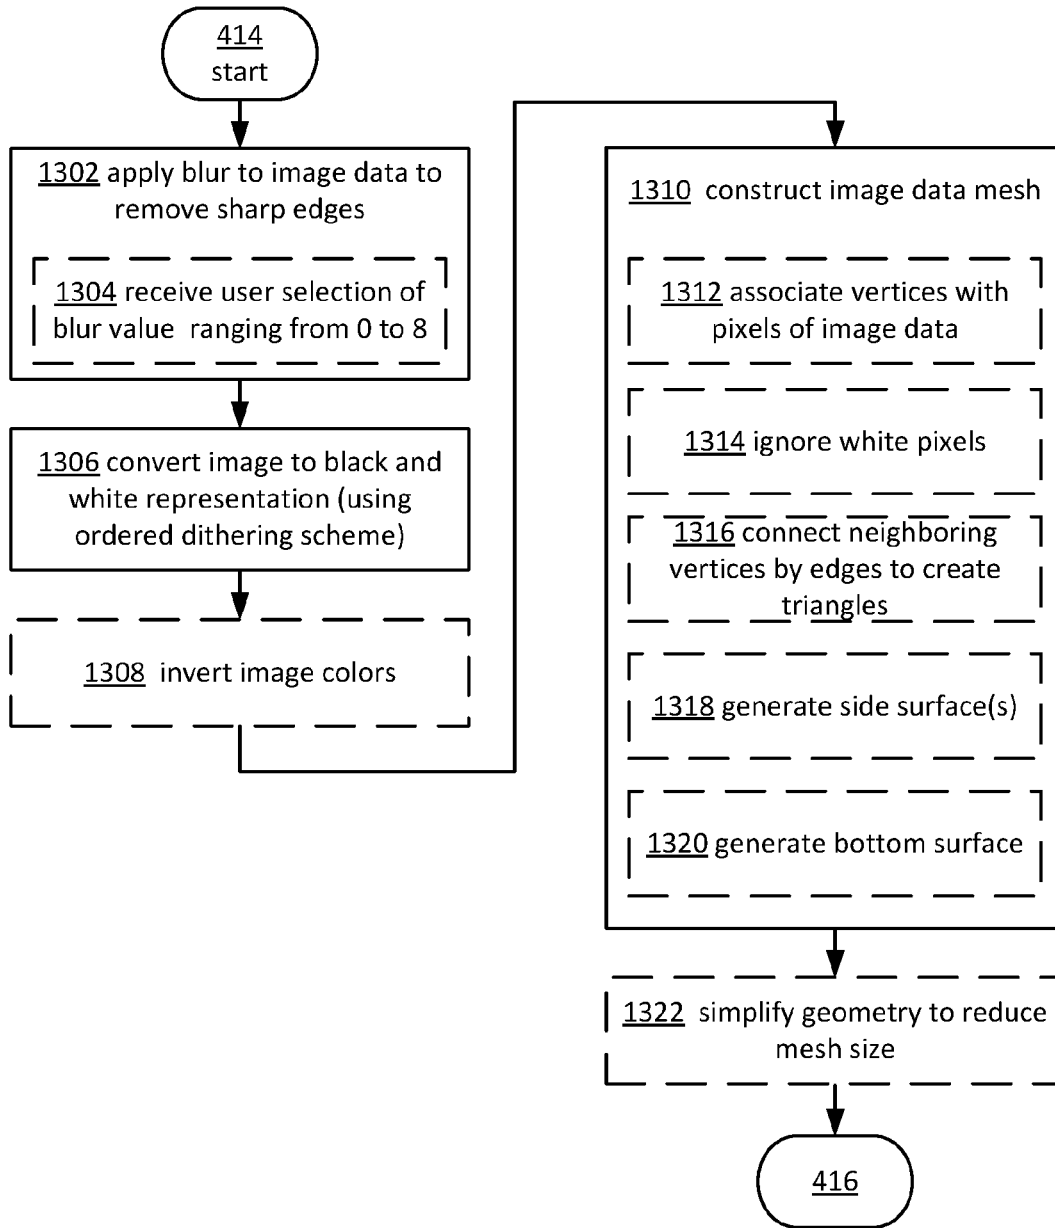 414
start
1302 apply blur to image data to
remove sharp edges
1304 receive user selection of
blur value ranging from 0 to 8
1306 convert image to black and
white representation (using
ordered dithering scheme)
1308 invert image colors
1310 construct image data mesh
1312 associate vertices with
pixels of image data
1314 ignore white pixels
1316 connect neighboring
vertices by edges to create
triangles
1318 generate side surface(s)
1320 generate bottom surface
1322 simplify geometry to reduce
mesh size
416